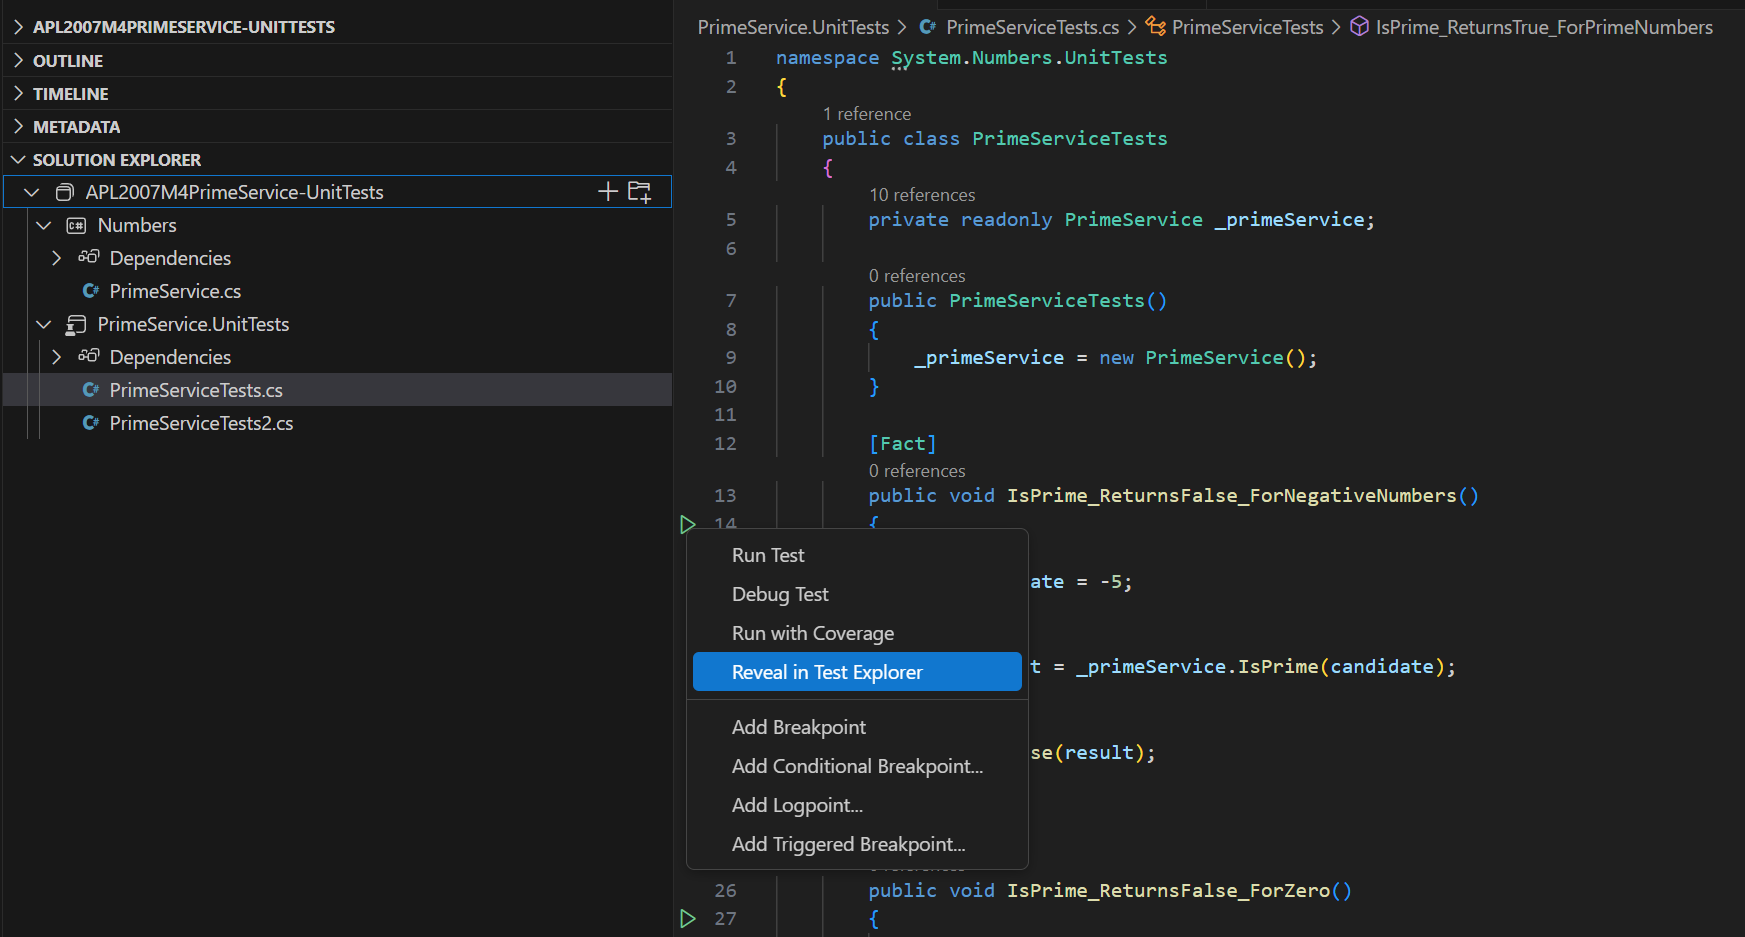 APL2007M4PRIMESERVICE-UNITTESTS
OUTLINE
TIMELINE
METADATA
SOLUTION EXPLORER
APL2007M4PrimeService-UnitTests
Numbers
Dependencies
C# PrimeService.cs
PrimeService.UnitTests
Dependencies
C# PrimeServiceTests.cs
C# PrimeServiceTests2.cs
PrimeService.UnitTests > C# PrimeServiceTests.cs > PrimeServiceTests > IsPrime_ReturnsTrue_ForPrimeNumbers
1 namespace System.Numbers.UnitTests
2 {
1 reference
3 public class PrimeServiceTests
4 {
10 references
5 private readonly PrimeService _primeService;
6
0 references
7 public PrimeServiceTests()
8 {
9 _primeService = new PrimeService();
10 }
11
12 [Fact]
0 references
13 public void IsPrime_ReturnsFalse_ForNegativeNumbers()
14 {
Run Test
Debug Test
ate = -5;
Run with Coverage
Reveal in Test Explorer
t = _primeService.IsPrime(candidate);
Add Breakpoint
se(result);
Add Conditional Breakpoint...
Add Logpoint...
Add Triggered Breakpoint...
26 public void IsPrime_ReturnsFalse_ForZero()
27 {